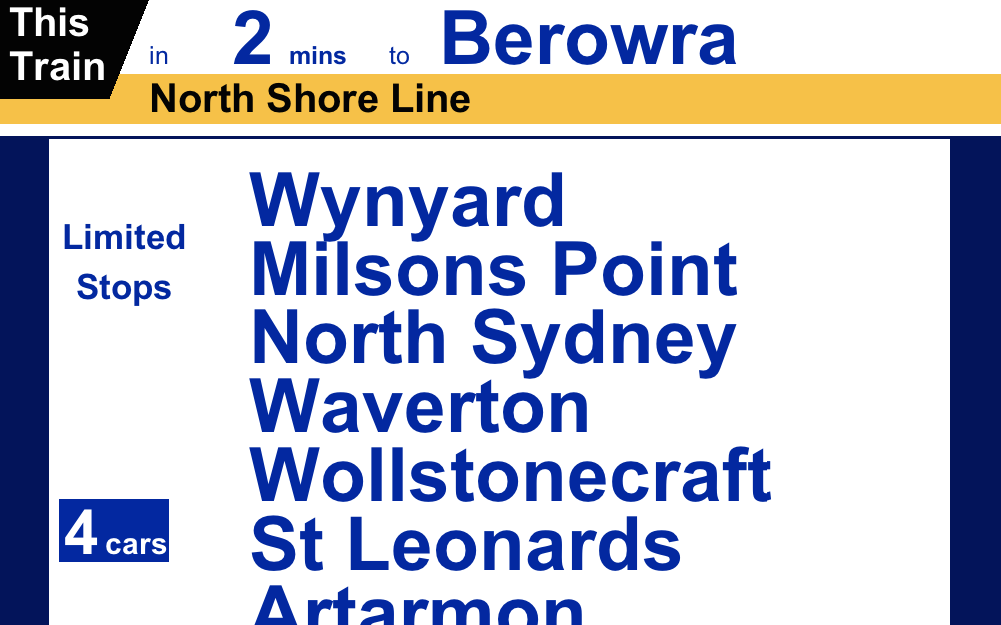 This
Train
in 2 mins to Berowra
North Shore Line
Limited
Stops
4 cars
Wynyard
Milsons Point
North Sydney
Waverton
Wollstonecraft
St Leonards
Artarmon